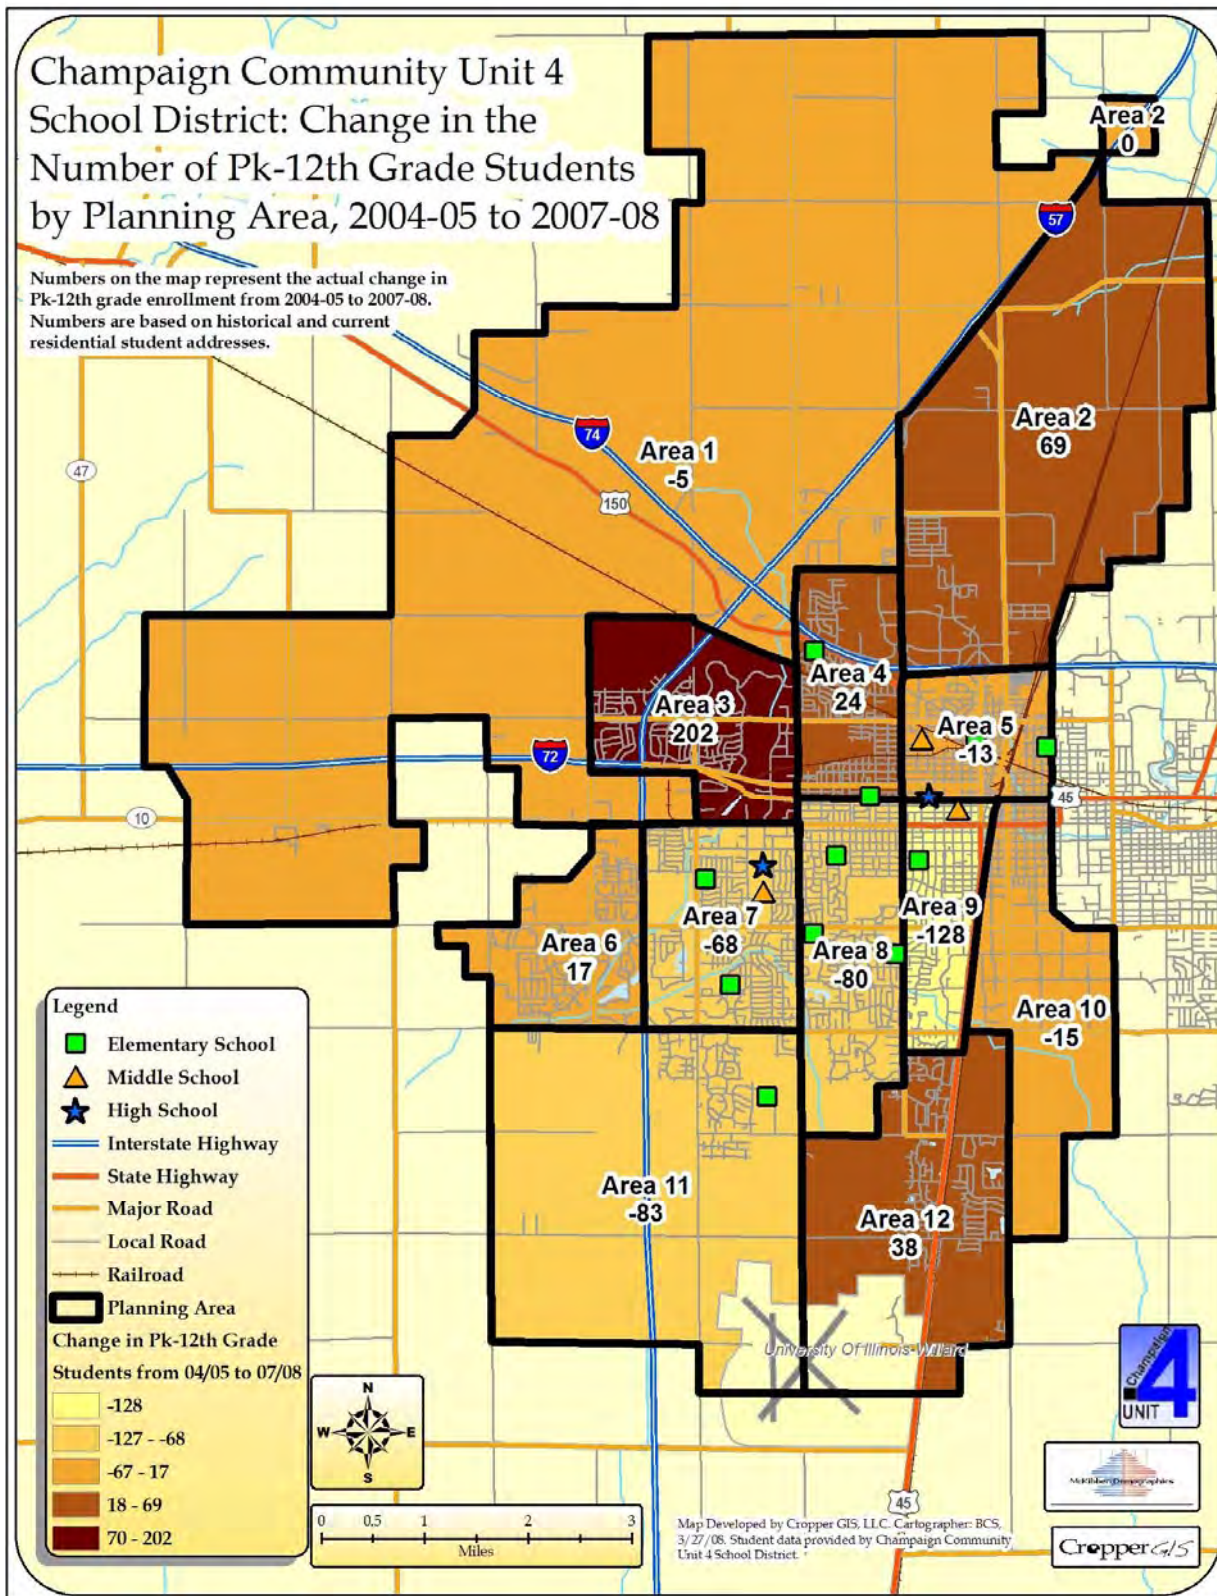 Champaign Community Unit 4
School District: Change in the
Number of Pk-12th Grade Students
by Planning Area, 2004-05 to 2007-08
Numbers on the map represent the actual change in
Pk-12th grade enrollment from 2004-05 to 2007-08.
Numbers are based on historical and current
residential student addresses.
Area 2
0
57
Area 2
69
74
Area 1
-5
47
150
Area 4
24
Area 3
202
Area 5
-13
72
45
10
Area 7
-68
Area 9
-128
Area 6
17
Area 8
-80
Area 10
-15
Area 11
-83
Area 12
38
University Of Illinois-Willard
45
Legend
Elementary School
Middle School
High School
Interstate Highway
State Highway
Major Road
Local Road
Railroad
Planning Area
Change in Pk-12th Grade
Students from 04/05 to 07/08
-128
-127 - -68
-67 - 17
18 - 69
70 - 202
N
W E
S
0 0.5 1 2 3
Miles
Map Developed by Cropper GIS, LLC. Cartographer: BCS,
3/27/08. Student data provided by Champaign Community
Unit 4 School District.
Champaign
4
UNIT
McKibbenDemographics
Cropper GIS